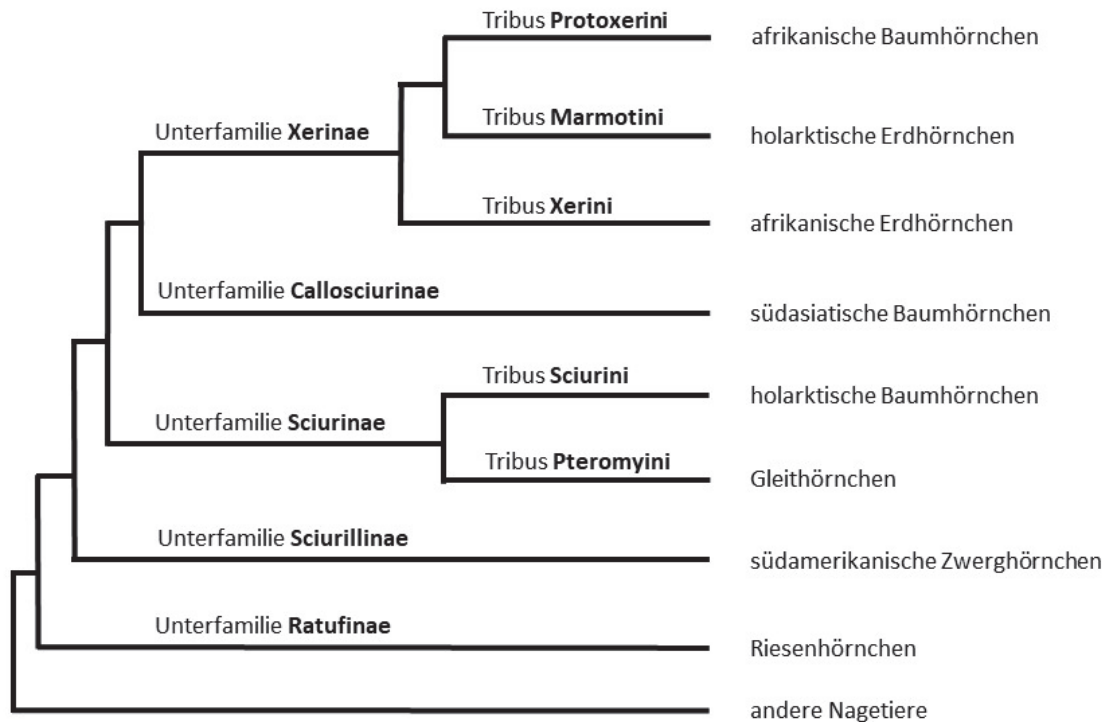 Tribus Protoxerini
afrikanische Baumhörnchen
Tribus Marmotini
holarktische Erdhörnchen
Unterfamilie Xerinae
Tribus Xerini
afrikanische Erdhörnchen
Unterfamilie Callosciurinae
südasiatische Baumhörnchen
Tribus Sciurini
holarktische Baumhörnchen
Unterfamilie Sciurinae
Tribus Pteromyini
Gleithörnchen
Unterfamilie Sciurillinae
südamerikanische Zwerghörnchen
Unterfamilie Ratufinae
Riesenhörnchen
andere Nagetiere